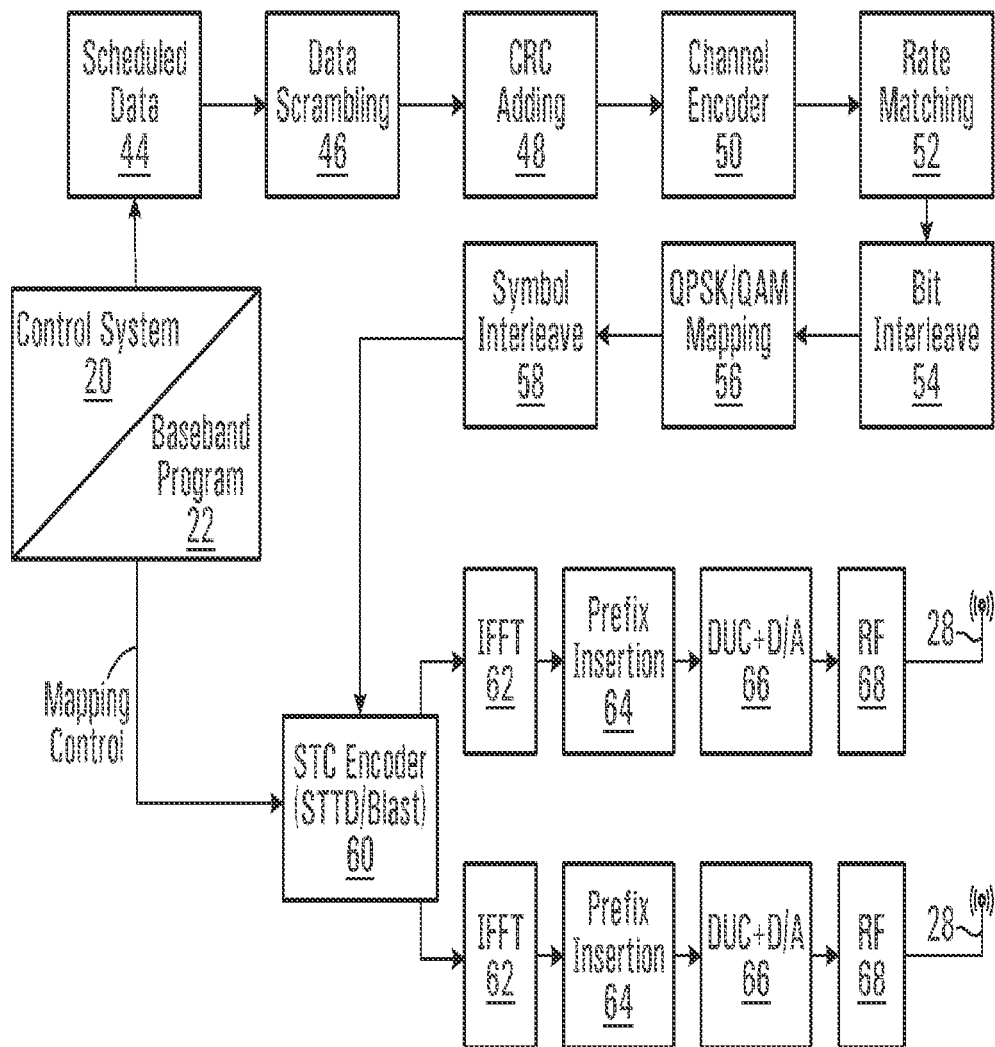 Scheduled
Data
44
Data
Scrambling
46
CRC
Adding
48
Channel
Encoder
50
Rate
Matching
52
Symbol
Interleave
58
QPSK/QAM
Mapping
56
Bit
Interleave
54
Control System
20
Baseband
Program
22
Mapping
Control
STC Encoder
(STTD/Blast)
60
IFFT
62
Prefix
Insertion
64
DUC+D/A
66
RF
68
28
IFFT
62
Prefix
Insertion
64
DUC+D/A
66
RF
68
28